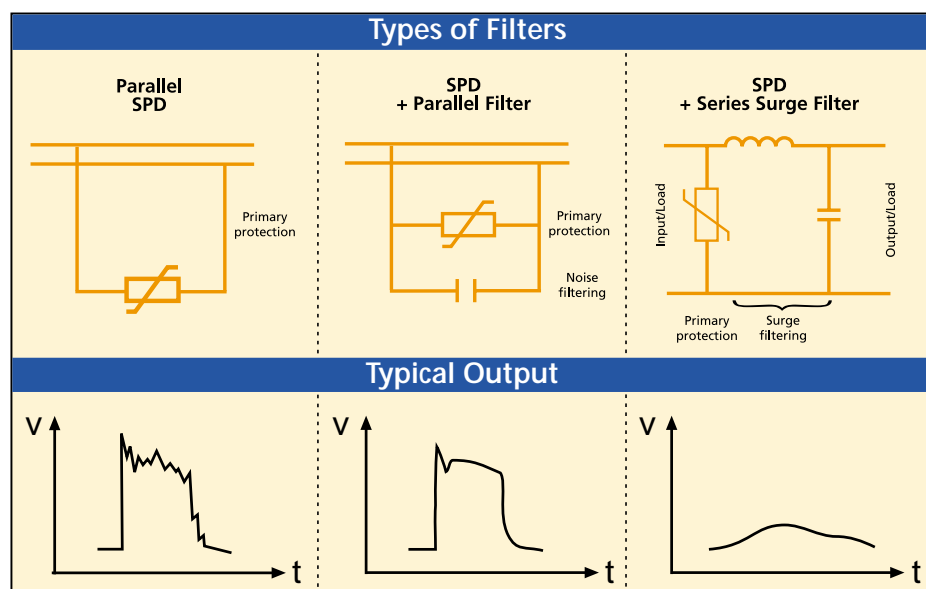 Types of Filters
Parallel
SPD
SPD
+ Parallel Filter
SPD
+ Series Surge Filter
Primary
protection
Primary
protection
Noise
filtering
Input/Load
Output/Load
Primary
protection
Surge
filtering
Typical Output
V
t
V
t
V
t